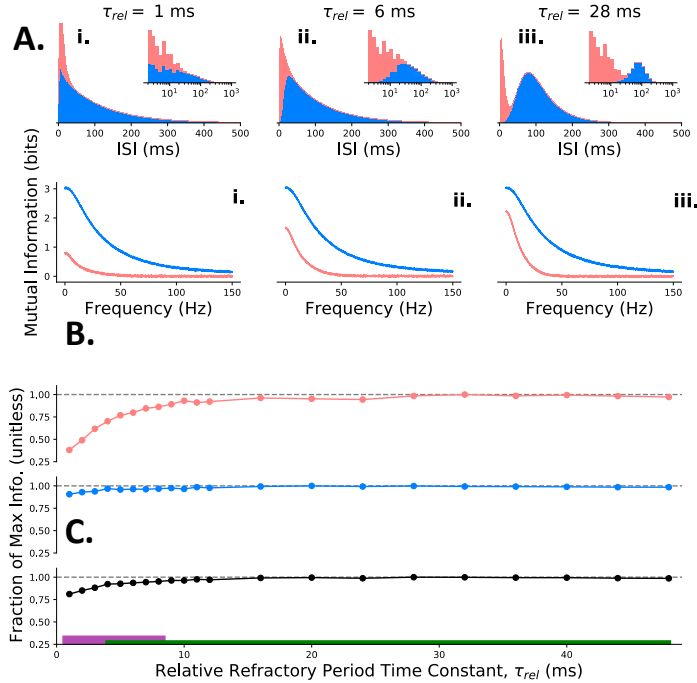 A.
τrel = 1 ms
τrel = 6 ms
τrel = 28 ms
i.
ii.
iii.
10¹ 10² 10³
10¹ 10² 10³
10¹ 10² 10³
0 100 200 300 400 500
0 100 200 300 400 500
0 100 200 300 400 500
ISI (ms)
ISI (ms)
ISI (ms)
Mutual Information (bits)
3
2
1
0
i.
ii.
iii.
0 50 100 150
0 50 100 150
0 50 100 150
Frequency (Hz)
Frequency (Hz)
Frequency (Hz)
B.
Fraction of Max Info. (unitless)
1.00
0.75
0.50
0.25
1.00
0.75
0.50
0.25
C.
1.00
0.75
0.50
0.25
0 10 20 30 40
Relative Refractory Period Time Constant, τrel (ms)